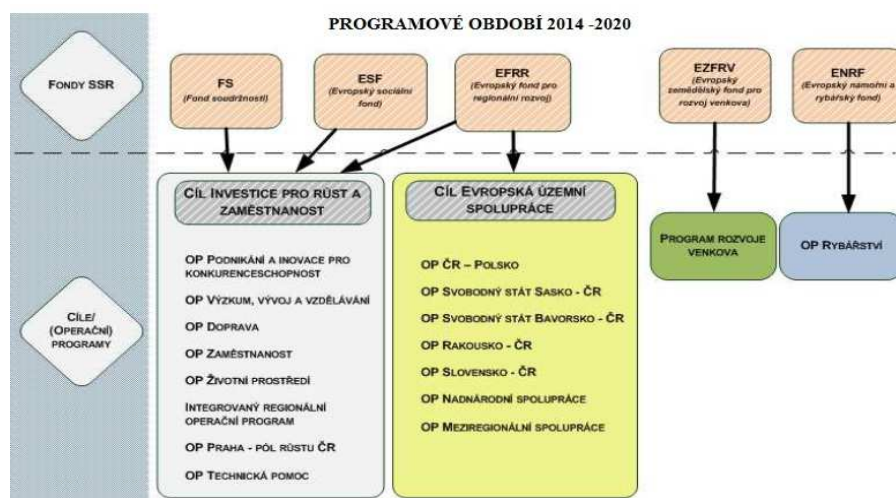 PROGRAMOVÉ OBDOBÍ 2014 -2020
FONDY SSR
FS
(Fond soudržnosti)
ESF
(Evropský sociální
fond)
EFRR
(Evropský fond pro
regionální rozvoj)
EZFRV
(Evropský
zemědělský fond pro
rozvoj venkova)
ENRF
(Evropský námořní a
rybářský fond)
CÍLE/
(OPERAČNÍ)
PROGRAMY
CÍL INVESTICE PRO RŮST A
ZAMĚSTNANOST
OP PODNIKÁNÍ A INOVACE PRO
KONKURENCESCHOPNOST
OP VÝZKUM, VÝVOJ A VZDĚLÁVÁNÍ
OP DOPRAVA
OP ZAMĚSTNANOST
OP ŽIVOTNÍ PROSTŘEDÍ
INTEGROVANÝ REGIONÁLNÍ
OPERAČNÍ PROGRAM
OP PRAHA - PÓL RŮSTU ČR
OP TECHNICKÁ POMOC
CÍL EVROPSKÁ ÚZEMNÍ
SPOLUPRÁCE
OP ČR – POLSKO
OP SVOBODNÝ STÁT SASKO - ČR
OP SVOBODNÝ STÁT BAVORSKO - ČR
OP RAKOUSKO - ČR
OP SLOVENSKO - ČR
OP NADNÁRODNÍ SPOLUPRÁCE
OP MEZIREGIONÁLNÍ SPOLUPRÁCE
PROGRAM ROZVOJE
VENKOVA
OP RYBÁŘSTVÍ